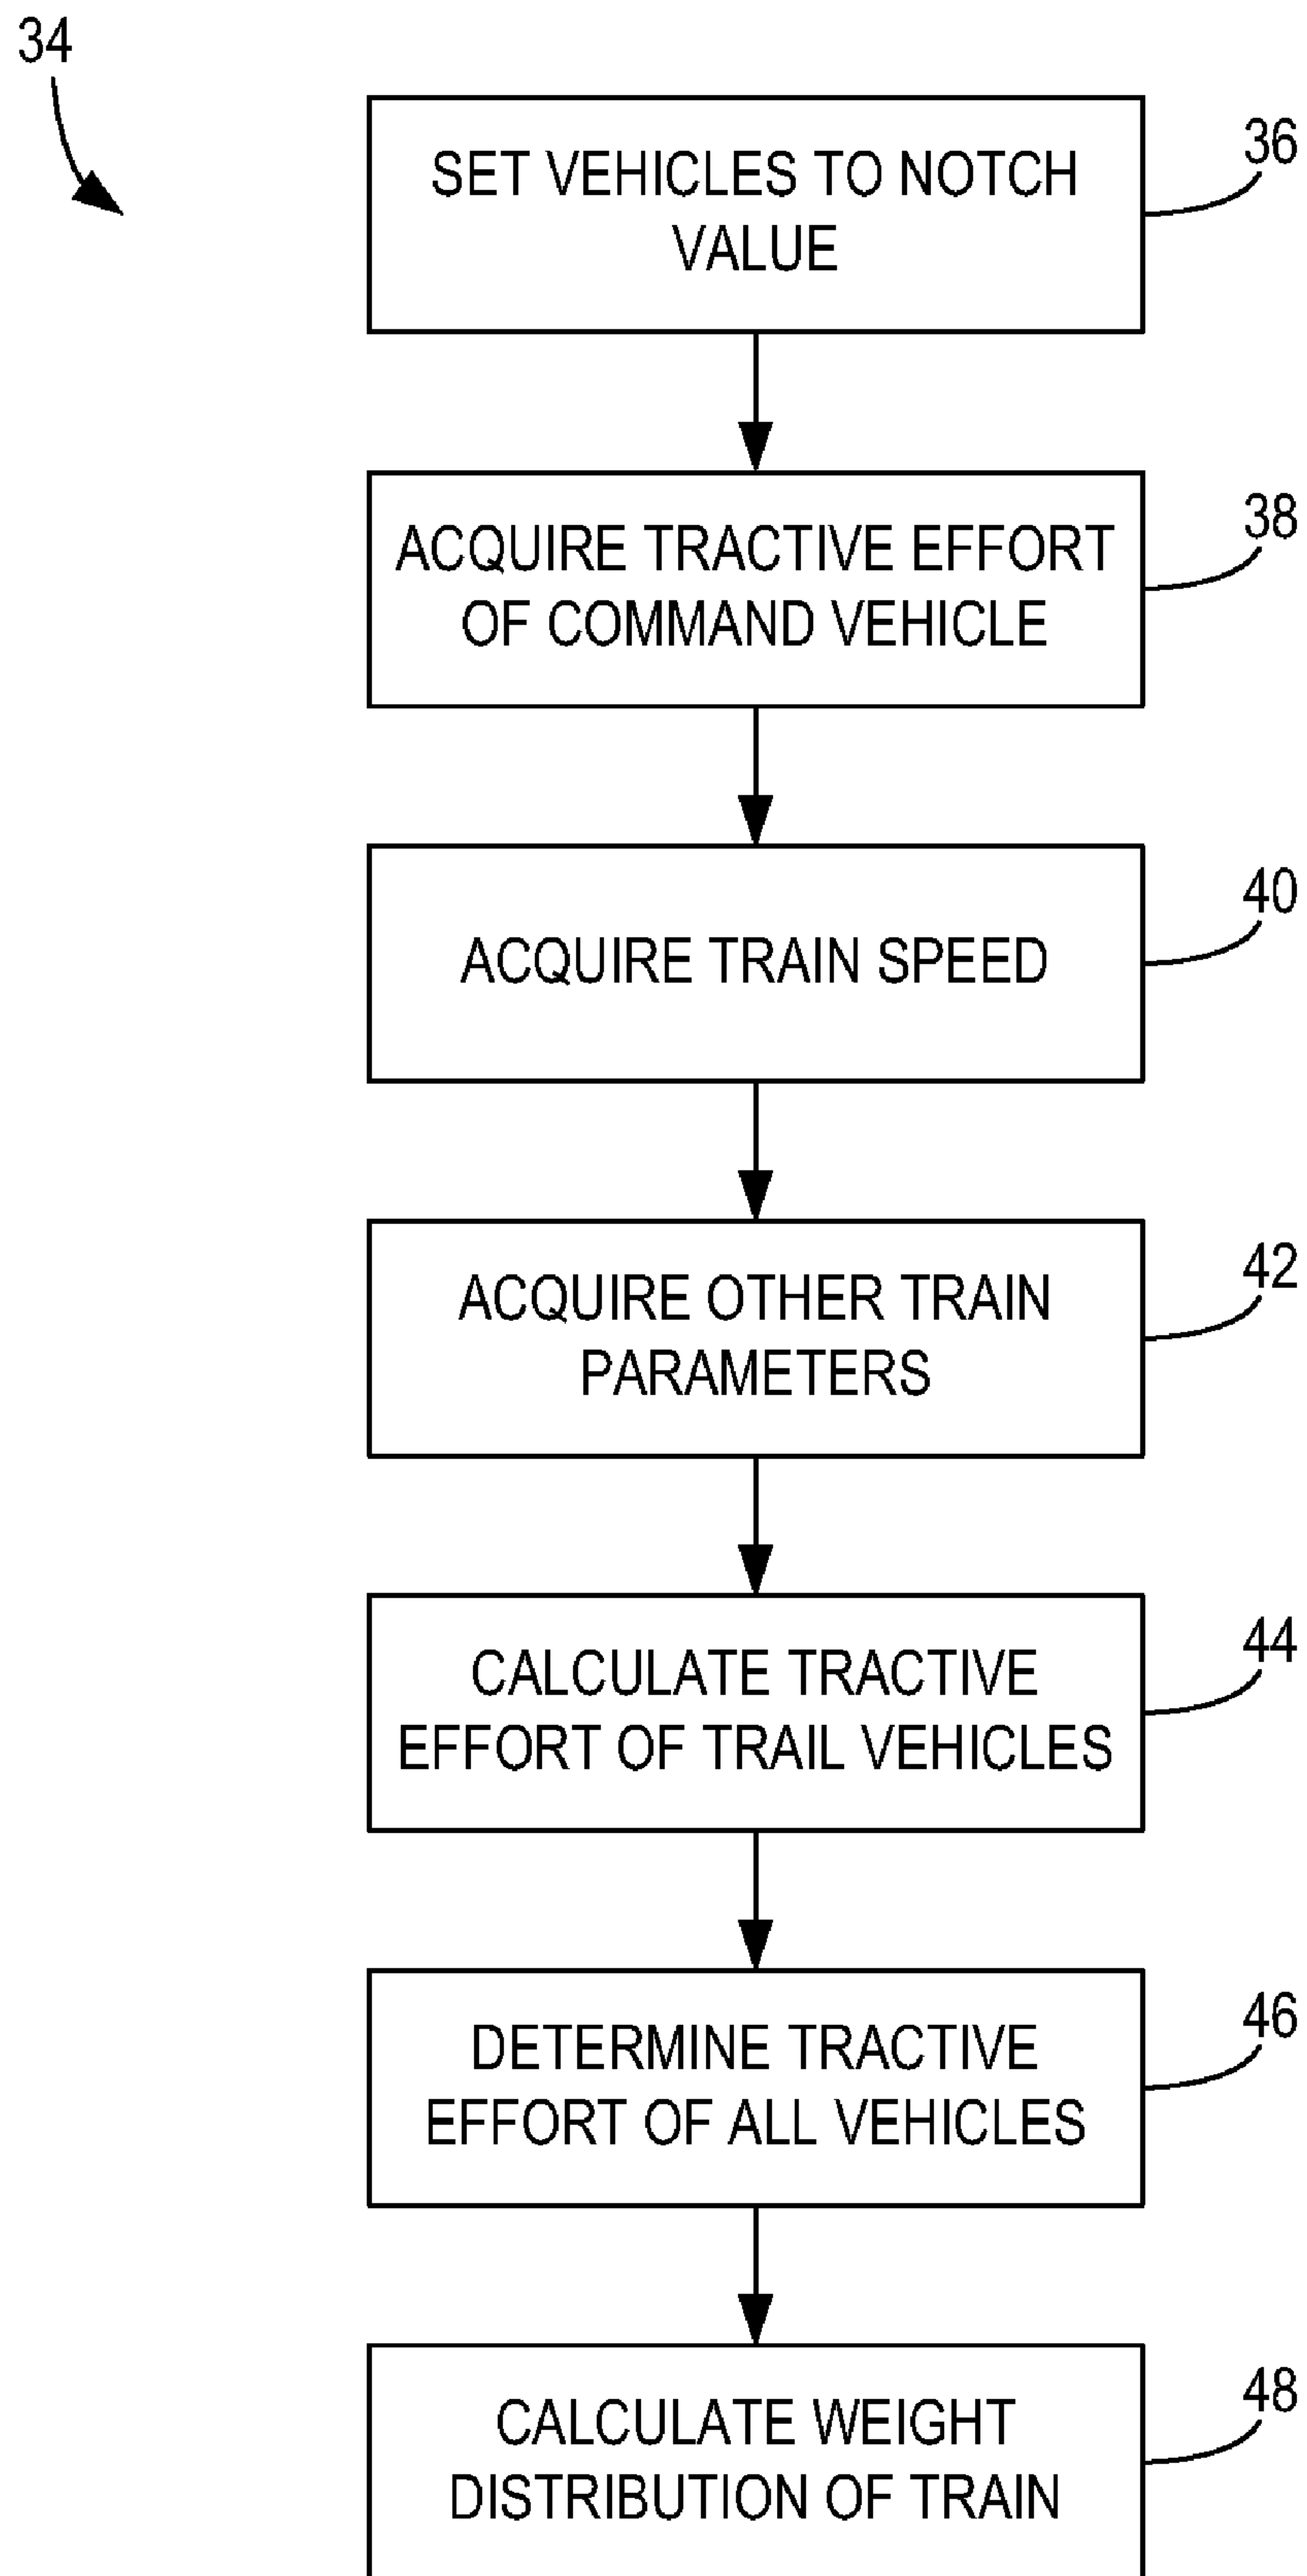 34
SET VEHICLES TO NOTCH
VALUE
36
ACQUIRE TRACTIVE EFFORT
OF COMMAND VEHICLE
38
ACQUIRE TRAIN SPEED
40
ACQUIRE OTHER TRAIN
PARAMETERS
42
CALCULATE TRACTIVE
EFFORT OF TRAIL VEHICLES
44
DETERMINE TRACTIVE
EFFORT OF ALL VEHICLES
46
CALCULATE WEIGHT
DISTRIBUTION OF TRAIN
48